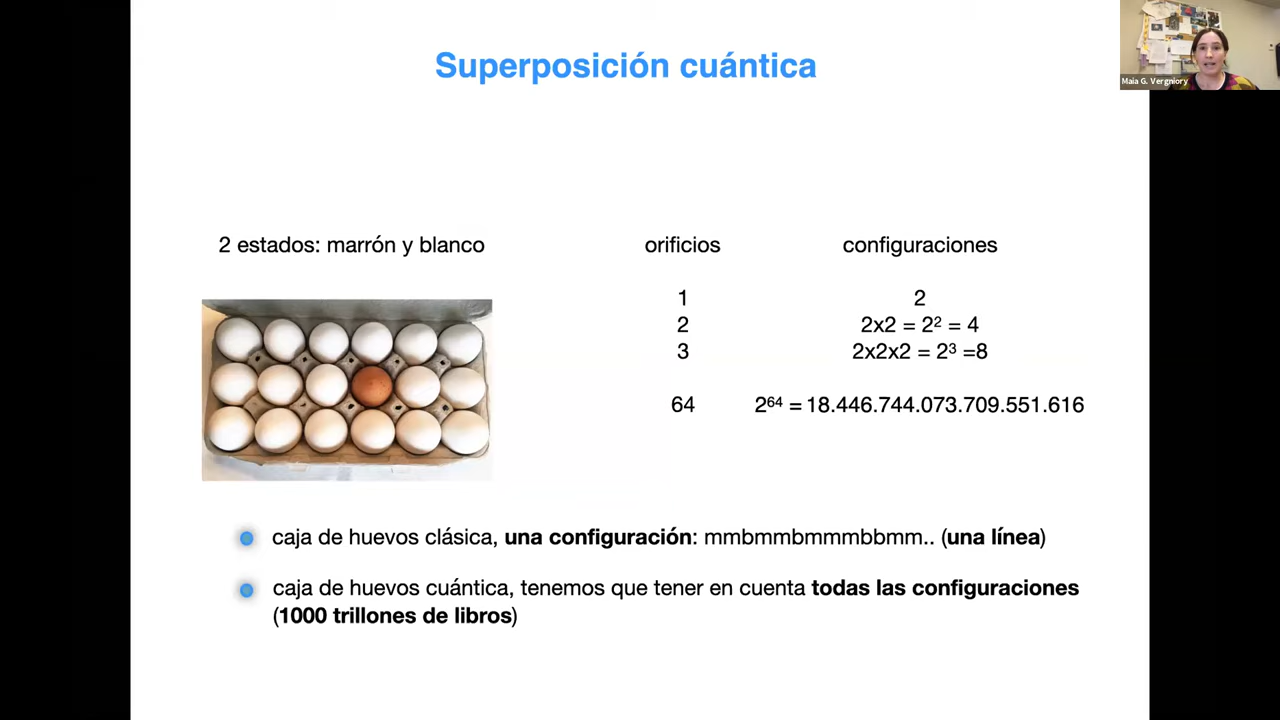 Superposición cuántica
Maia G. Vergniory
2 estados: marrón y blanco
orificios
configuraciones
1
2
2
2x2 = 2² = 4
3
2x2x2 = 2³ =8
64
2⁶⁴ = 18.446.744.073.709.551.616
caja de huevos clásica, una configuración: mmbmmbmmmbbmm.. (una línea)
caja de huevos cuántica, tenemos que tener en cuenta todas las configuraciones
(1000 trillones de libros)